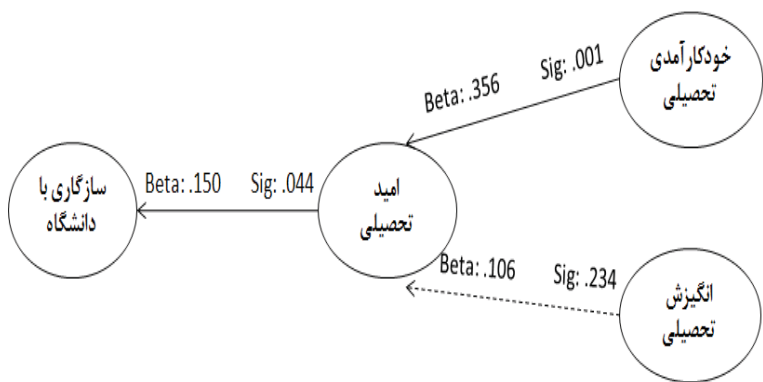 خودکارآمدی
تحصیلی
Beta: .356 Sig: .001
امید
تحصیلی
Beta: .150 Sig: .044
سازگاری با
دانشگاه
Beta: .106 Sig: .234
انگیزش
تحصیلی